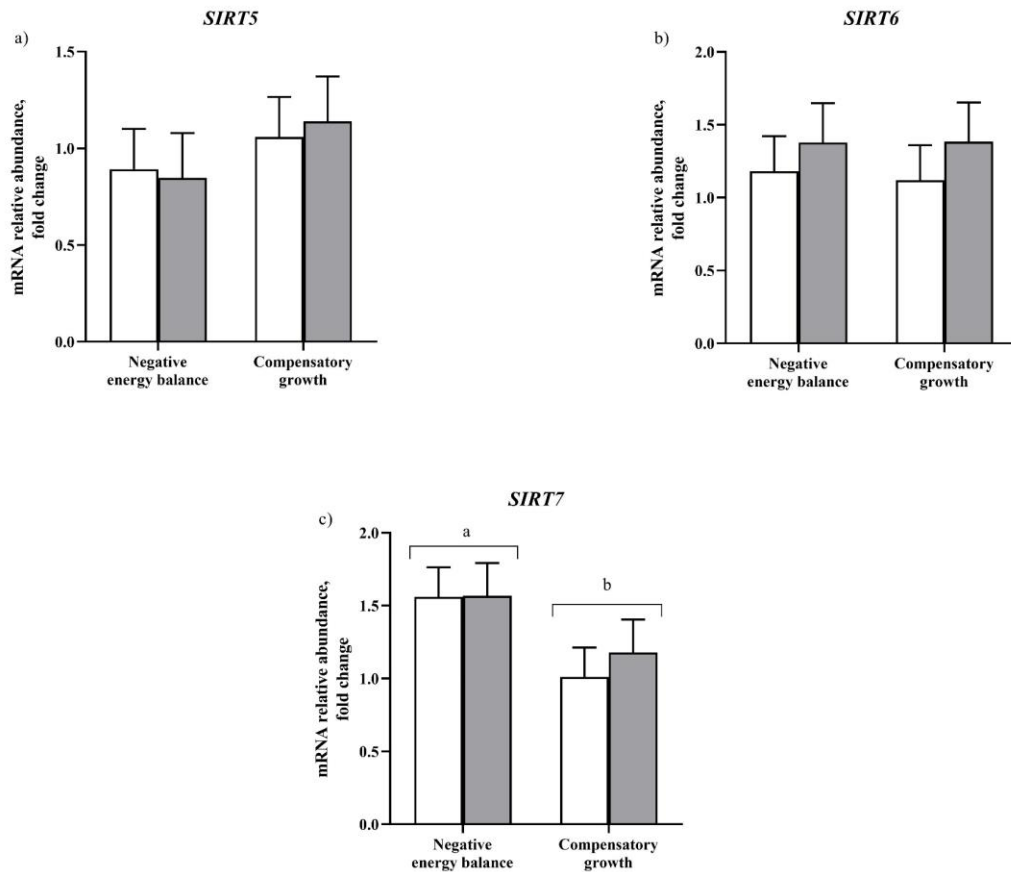 SIRT5
a)
mRNA relative abundance,
fold change
1.5
1.0
0.5
0.0
Negative
energy balance
Compensatory
growth
SIRT6
b)
mRNA relative abundance,
fold change
2.0
1.5
1.0
0.5
0.0
Negative
energy balance
Compensatory
growth
SIRT7
c)
mRNA relative abundance,
fold change
2.0
1.5
1.0
0.5
0.0
a
b
Negative
energy balance
Compensatory
growth